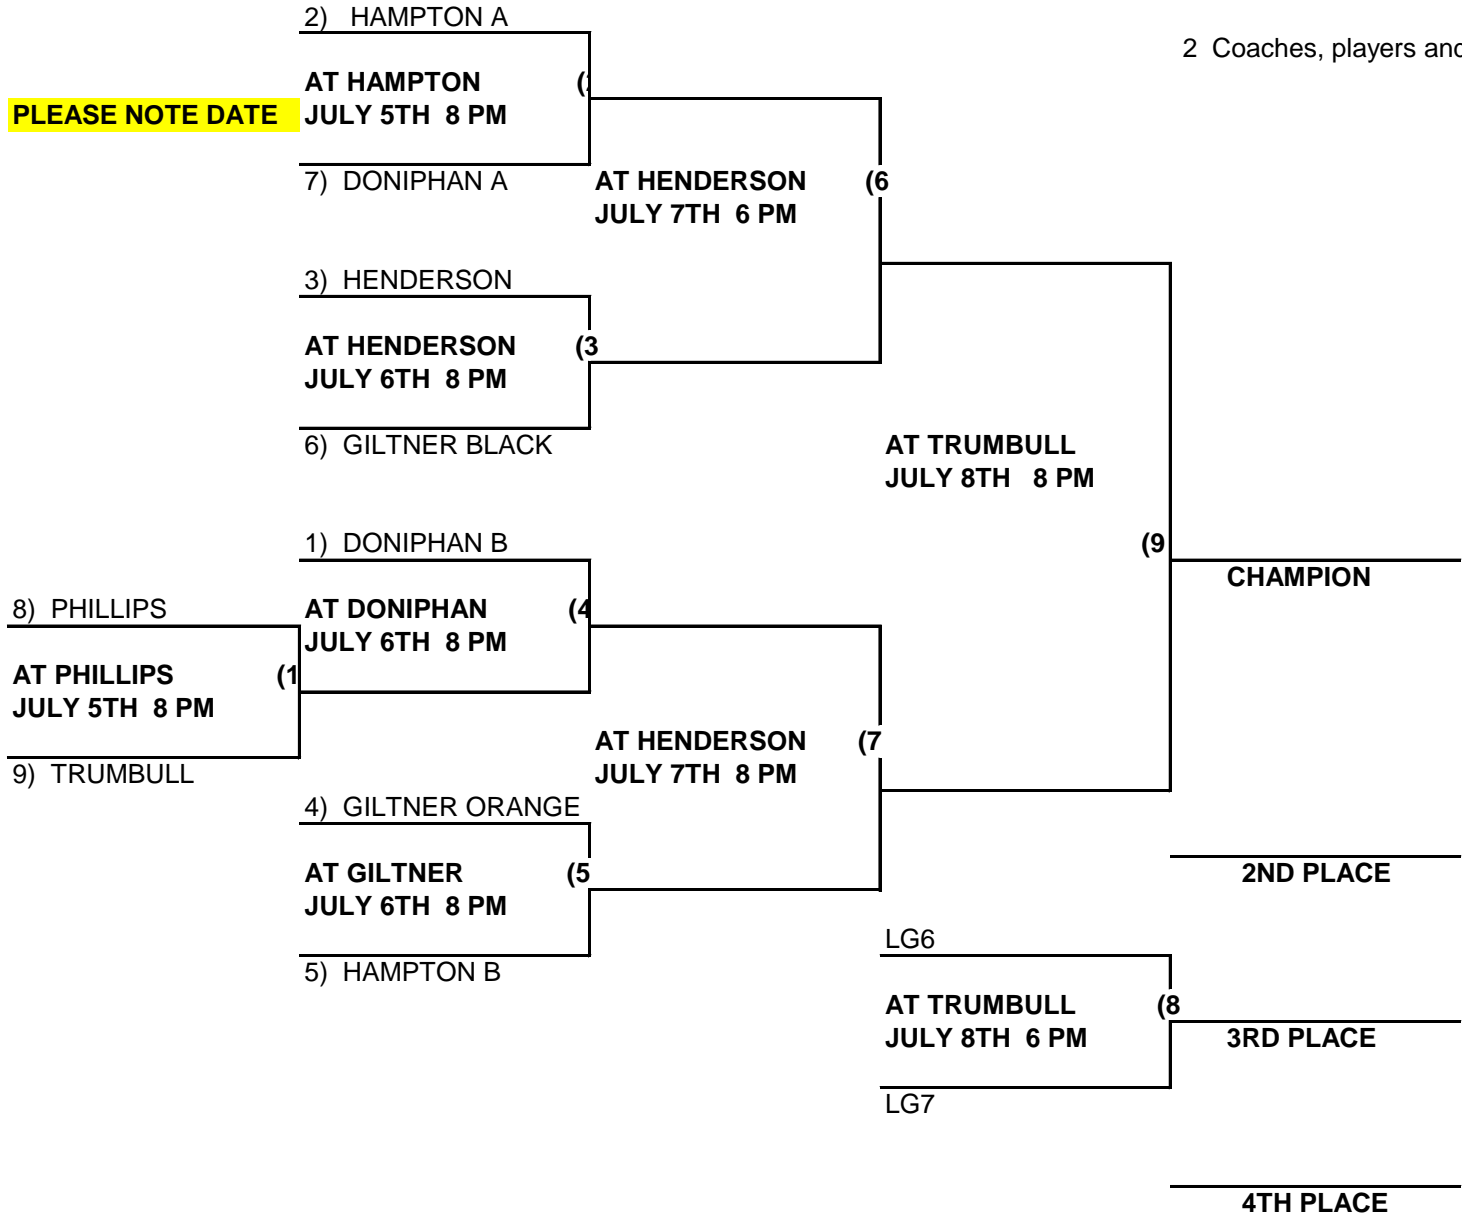 2) HAMPTON A
2 Coaches, players and
AT HAMPTON
PLEASE NOTE DATE JULY 5TH 8 PM
7) DONIPHAN A
AT HENDERSON (6
JULY 7TH 6 PM
3) HENDERSON
AT HENDERSON (3
JULY 6TH 8 PM
6) GILTNER BLACK
AT TRUMBULL
JULY 8TH 8 PM
1) DONIPHAN B
(9
CHAMPION
8) PHILLIPS
AT DONIPHAN (4
JULY 6TH 8 PM
AT PHILLIPS (1
JULY 5TH 8 PM
AT HENDERSON (7
JULY 7TH 8 PM
9) TRUMBULL
4) GILTNER ORANGE
AT GILTNER (5
JULY 6TH 8 PM
2ND PLACE
LG6
5) HAMPTON B
AT TRUMBULL (8
JULY 8TH 6 PM
3RD PLACE
LG7
4TH PLACE